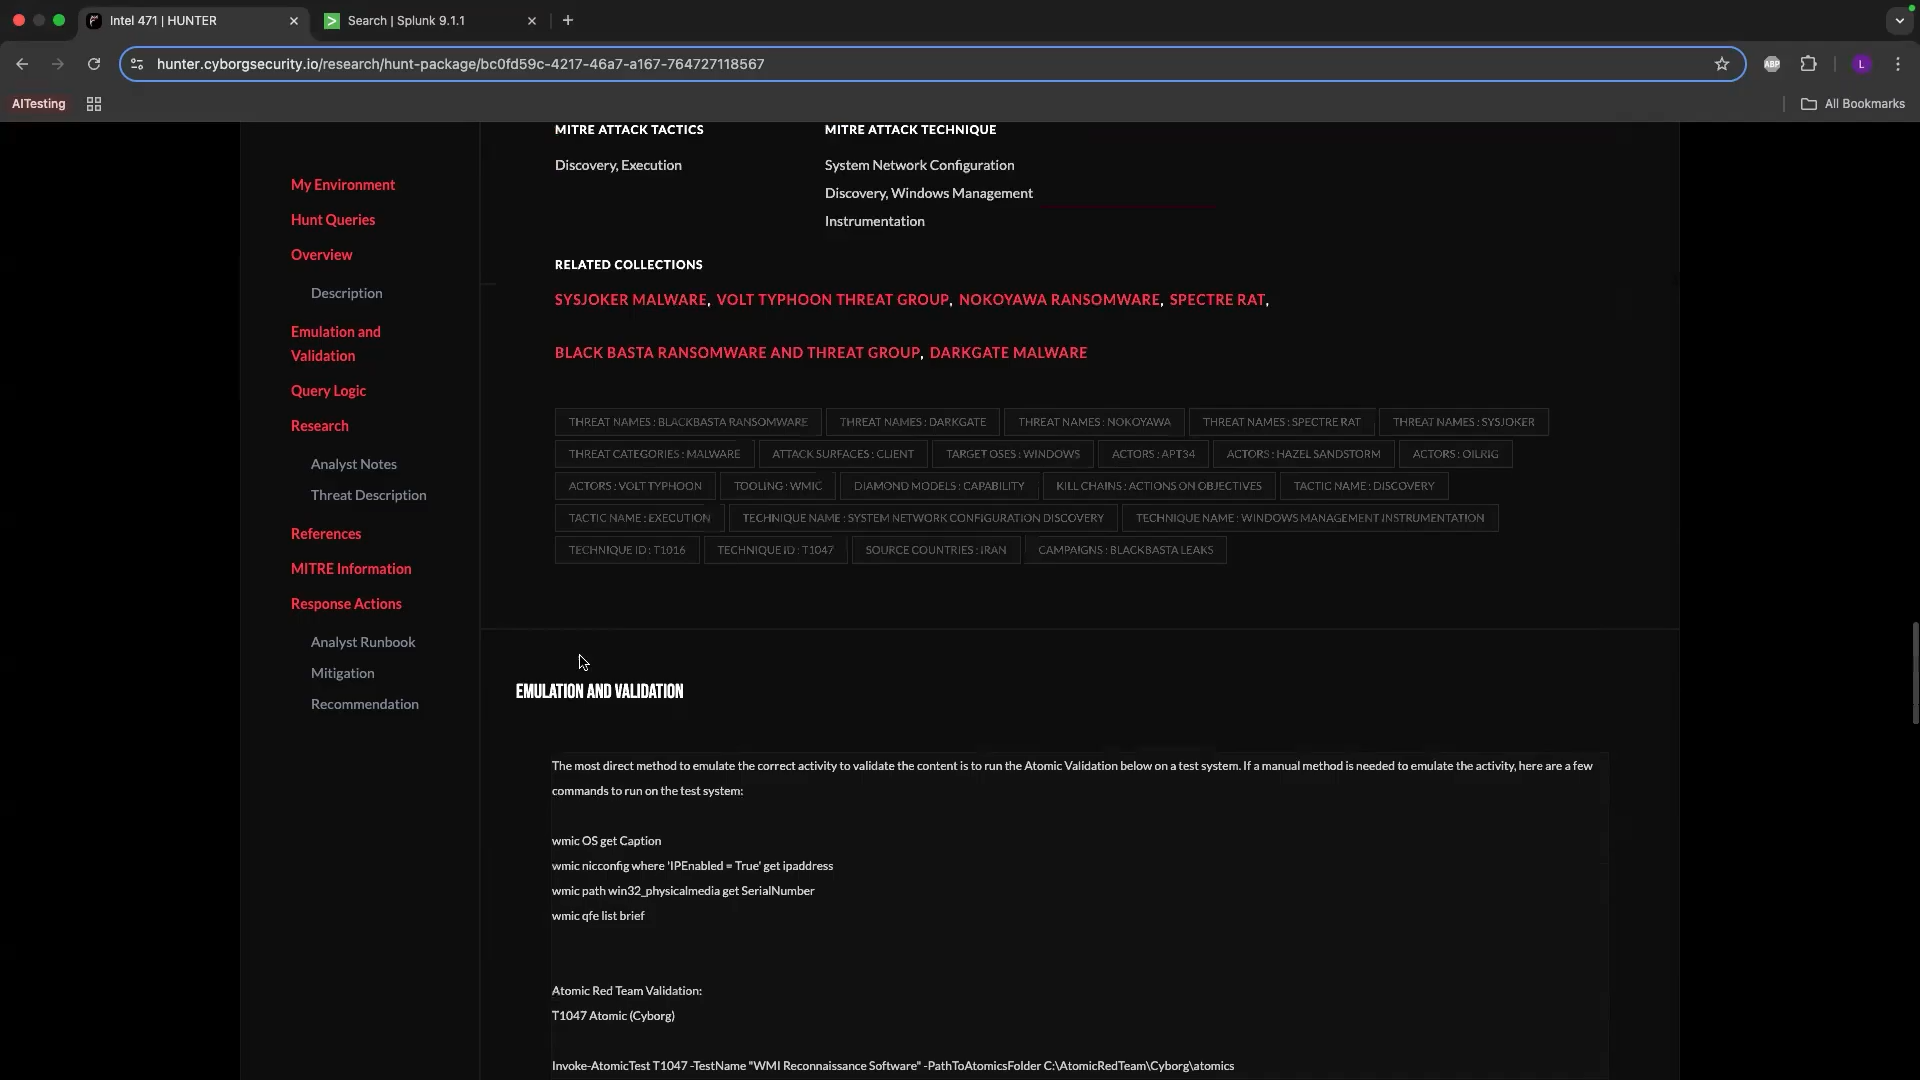 Intel 471 | HUNTER
Search | Splunk 9.1.1
hunter.cyborgsecurity.io/research/hunt-package/bc0fd59c-4217-46a7-a167-764727118567
ABP
L
AITesting
All Bookmarks
My Environment
Hunt Queries
Overview
Description
Emulation and
Validation
Query Logic
Research
Analyst Notes
Threat Description
References
MITRE Information
Response Actions
Analyst Runbook
Mitigation
Recommendation
MITRE ATTACK TACTICS
Discovery, Execution
MITRE ATTACK TECHNIQUE
System Network Configuration
Discovery, Windows Management
Instrumentation
RELATED COLLECTIONS
SYSJOKER MALWARE, VOLT TYPHOON THREAT GROUP, NOKOYAWA RANSOMWARE, SPECTRE RAT,
BLACK BASTA RANSOMWARE AND THREAT GROUP, DARKGATE MALWARE
THREAT NAMES : BLACKBASTA RANSOMWARE THREAT NAMES : DARKGATE THREAT NAMES : NOKOYAWA THREAT NAMES : SPECTRE RAT THREAT NAMES : SYSJOKER
THREAT CATEGORIES : MALWARE ATTACK SURFACES : CLIENT TARGET OSES : WINDOWS ACTORS : APT34 ACTORS : HAZEL SANDSTORM ACTORS : OILRIG
ACTORS : VOLT TYPHOON TOOLING : WMIC DIAMOND MODELS : CAPABILITY KILL CHAINS : ACTIONS ON OBJECTIVES TACTIC NAME : DISCOVERY
TACTIC NAME : EXECUTION TECHNIQUE NAME : SYSTEM NETWORK CONFIGURATION DISCOVERY TECHNIQUE NAME : WINDOWS MANAGEMENT INSTRUMENTATION
TECHNIQUE ID : T1016 TECHNIQUE ID : T1047 SOURCE COUNTRIES : IRAN CAMPAIGNS : BLACKBASTA LEAKS
EMULATION AND VALIDATION
The most direct method to emulate the correct activity to validate the content is to run the Atomic Validation below on a test system. If a manual method is needed to emulate the activity, here are a few
commands to run on the test system:
wmic OS get Caption
wmic nicconfig where 'IPEnabled = True' get ipaddress
wmic path win32_physicalmedia get SerialNumber
wmic qfe list brief
Atomic Red Team Validation:
T1047 Atomic (Cyborg)
Invoke-AtomicTest T1047 -TestName "WMI Reconnaissance Software" -PathToAtomicsFolder C:\AtomicRedTeam\Cyborg\atomics